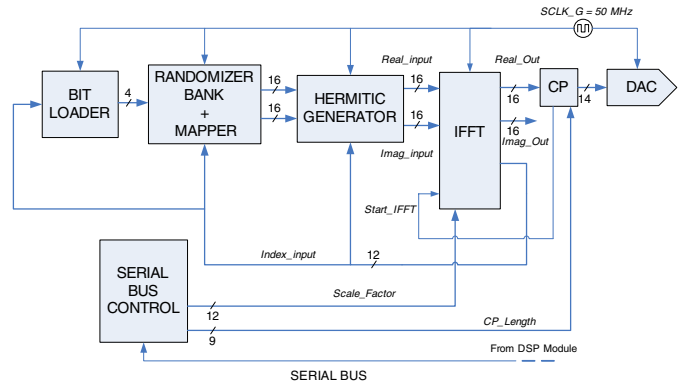 SCLK_G = 50 MHz
BIT
LOADER
4
RANDOMIZER
BANK
+
MAPPER
16
16
HERMITIC
GENERATOR
Real_input
16
16
Imag_input
IFFT
Real_Out
16
16
Imag_Out
CP
14
DAC
Start_IFFT
Index_input
12
SERIAL
BUS
CONTROL
Scale_Factor
12
CP_Length
9
From DSP Module
SERIAL BUS